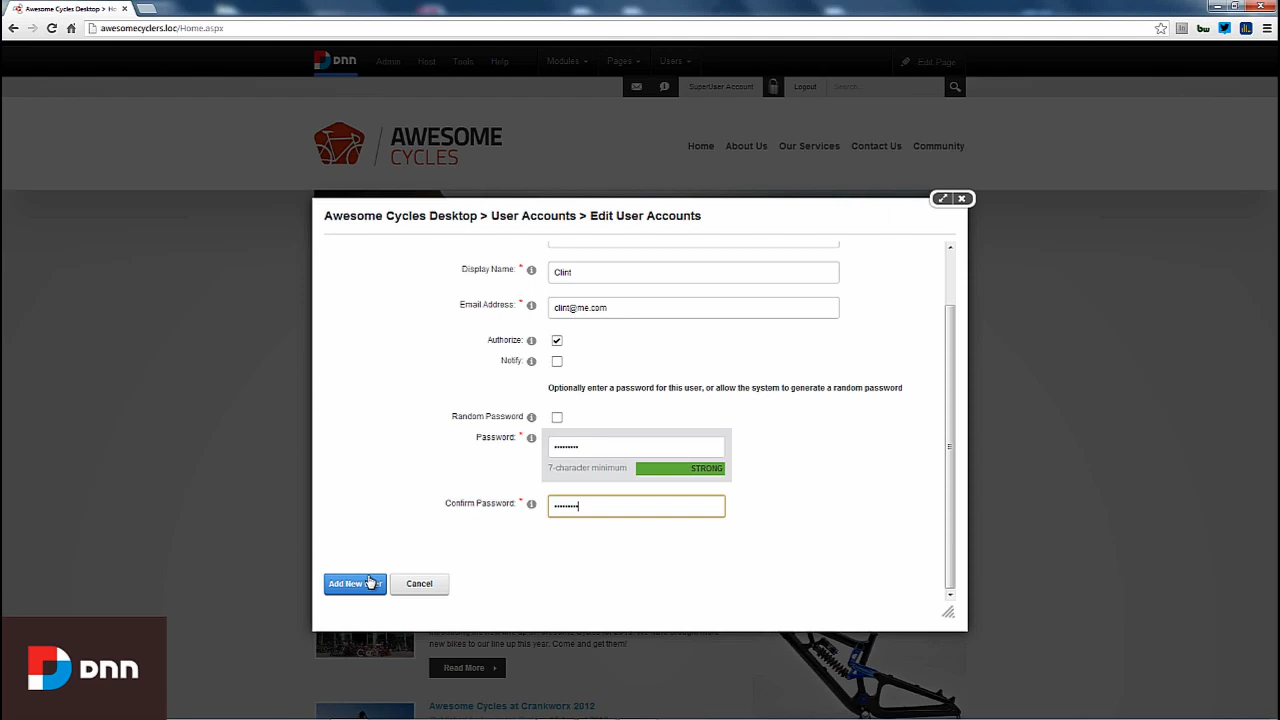 Awesome Cycles Desktop > Ho
awesomecyclers.loc/Home.aspx
DNN Admin Host Tools Help Modules Pages Users Edit Page
SuperUser Account Logout Search...
AWESOME
CYCLES
Home About Us Our Services Contact Us Community
Awesome Cycles Desktop > User Accounts > Edit User Accounts
Display Name: * Clint
Email Address: * clint@me.com
Authorize:
Notify:
Optionally enter a password for this user, or allow the system to generate a random password
Random Password
Password: * •••••••••
7-character minimum STRONG
Confirm Password: * •••••••••
Add New Cancel
new bikes to our line up this year. Come and get them!
Read More
DNN
Awesome Cycles at Crankworx 2012